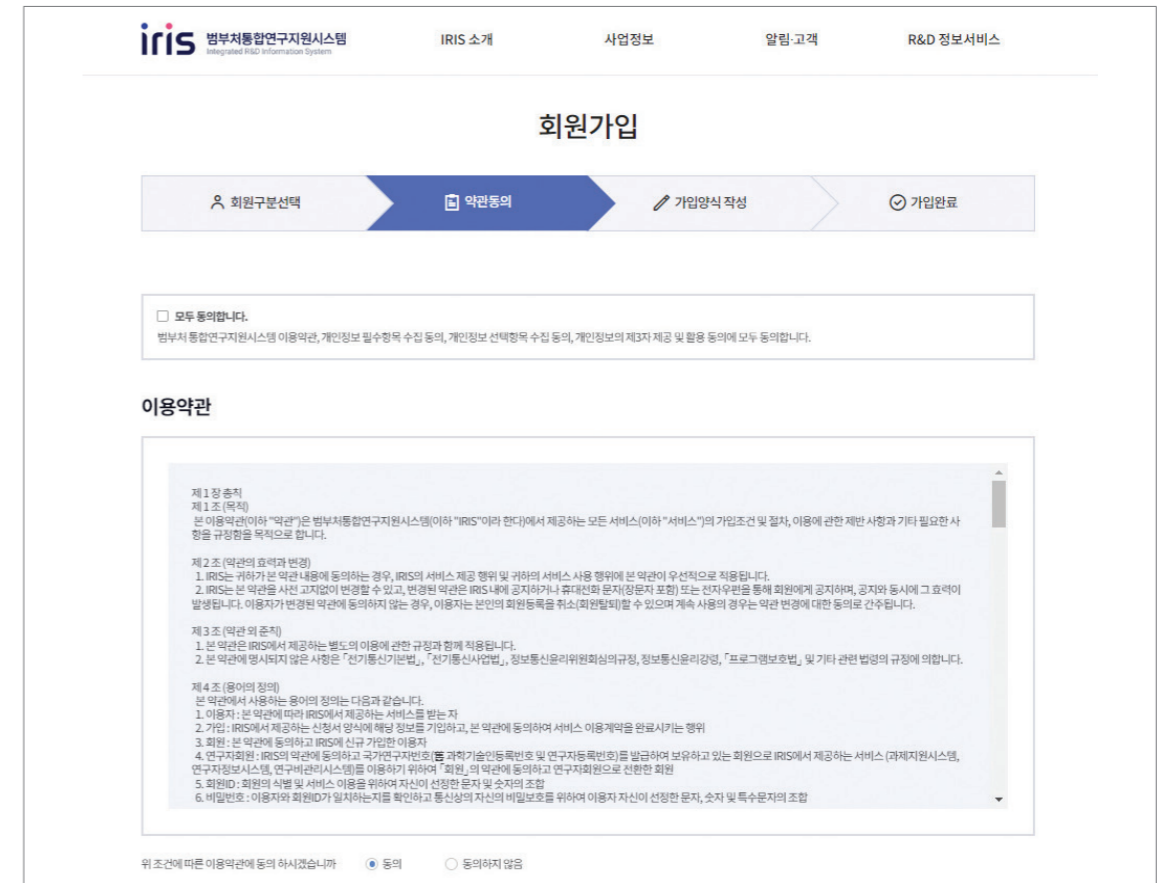 iris 범부처통합연구지원시스템
Integrated R&D Information System
IRIS 소개
사업정보
알림·고객
R&D 정보서비스
회원가입
회원구분선택
약관동의
가입양식 작성
가입완료
모두 동의합니다.
범부처 통합연구지원시스템 이용약관, 개인정보 필수항목 수집 동의, 개인정보 선택항목 수집 동의, 개인정보의 제3자 제공 및 활용 동의에 모두 동의합니다.
이용약관
제 1 장 총칙
제 1 조 (목적)
본 이용약관(이하 "약관")은 범부처통합연구지원시스템(이하 "IRIS"이라 한다)에서 제공하는 모든 서비스(이하 "서비스")의 가입조건 및 절차, 이용에 관한 제반 사항과 기타 필요한 사
항을 규정함을 목적으로 합니다.
제 2 조 (약관의 효력과 변경)
1. IRIS는 귀하가 본 약관 내용에 동의하는 경우, IRIS의 서비스 제공 행위 및 귀하의 서비스 사용 행위에 본 약관이 우선적으로 적용됩니다.
2. IRIS는 본 약관을 사전 고지없이 변경할 수 있고, 변경된 약관은 IRIS 내에 공지하거나 휴대전화 문자(장문자 포함) 또는 전자우편을 통해 회원에게 공지하며, 공지와 동시에 그 효력이
발생됩니다. 이용자가 변경된 약관에 동의하지 않는 경우, 이용자는 본인의 회원등록을 취소(회원탈퇴)할 수 있으며 계속 사용의 경우는 약관 변경에 대한 동의로 간주됩니다.
제 3 조 (약관 외 준칙)
1. 본 약관은 IRIS에서 제공하는 별도의 이용에 관한 규정과 함께 적용됩니다.
2. 본 약관에 명시되지 않은 사항은 「전기통신기본법」, 「전기통신사업법」, 정보통신윤리위원회심의규정, 정보통신윤리강령, 「프로그램보호법」 및 기타 관련 법령의 규정에 의합니다.
제 4 조 (용어의 정의)
본 약관에서 사용하는 용어의 정의는 다음과 같습니다.
1. 이용자 : 본 약관에 따라 IRIS에서 제공하는 서비스를 받는 자
2. 가입 : IRIS에서 제공하는 신청서 양식에 해당 정보를 기입하고, 본 약관에 동의하여 서비스 이용계약을 완료시키는 행위
3. 회원 : 본 약관에 동의하고 IRIS에 신규 가입한 이용자
4. 연구자회원 : IRIS의 약관에 동의하고 국가연구자번호(舊 과학기술인등록번호 및 연구자등록번호)를 발급하여 보유하고 있는 회원으로 IRIS에서 제공하는 서비스 (과제지원시스템,
연구자정보시스템, 연구비관리시스템)를 이용하기 위하여 「회원」의 약관에 동의하고 연구자회원으로 전환한 회원
5. 회원ID : 회원의 식별 및 서비스 이용을 위하여 자신이 선정한 문자 및 숫자의 조합
6. 비밀번호 : 이용자와 회원ID가 일치하는지를 확인하고 통신상의 자신의 비밀보호를 위하여 이용자 자신이 선정한 문자, 숫자 및 특수문자의 조합
위 조건에 따른 이용약관에 동의 하시겠습니까 동의 동의하지 않음